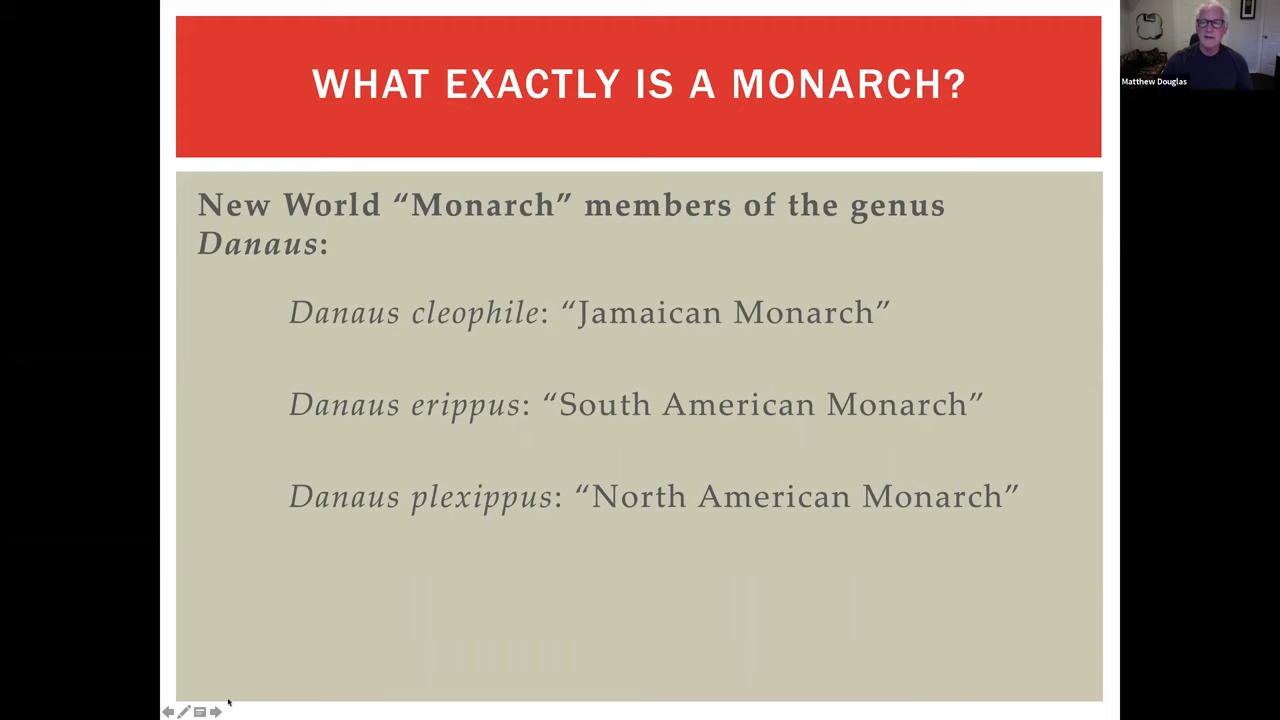 WHAT EXACTLY IS A MONARCH?
Matthew Douglas
New World “Monarch” members of the genus
Danaus:
Danaus cleophile: “Jamaican Monarch”
Danaus erippus: “South American Monarch”
Danaus plexippus: “North American Monarch”